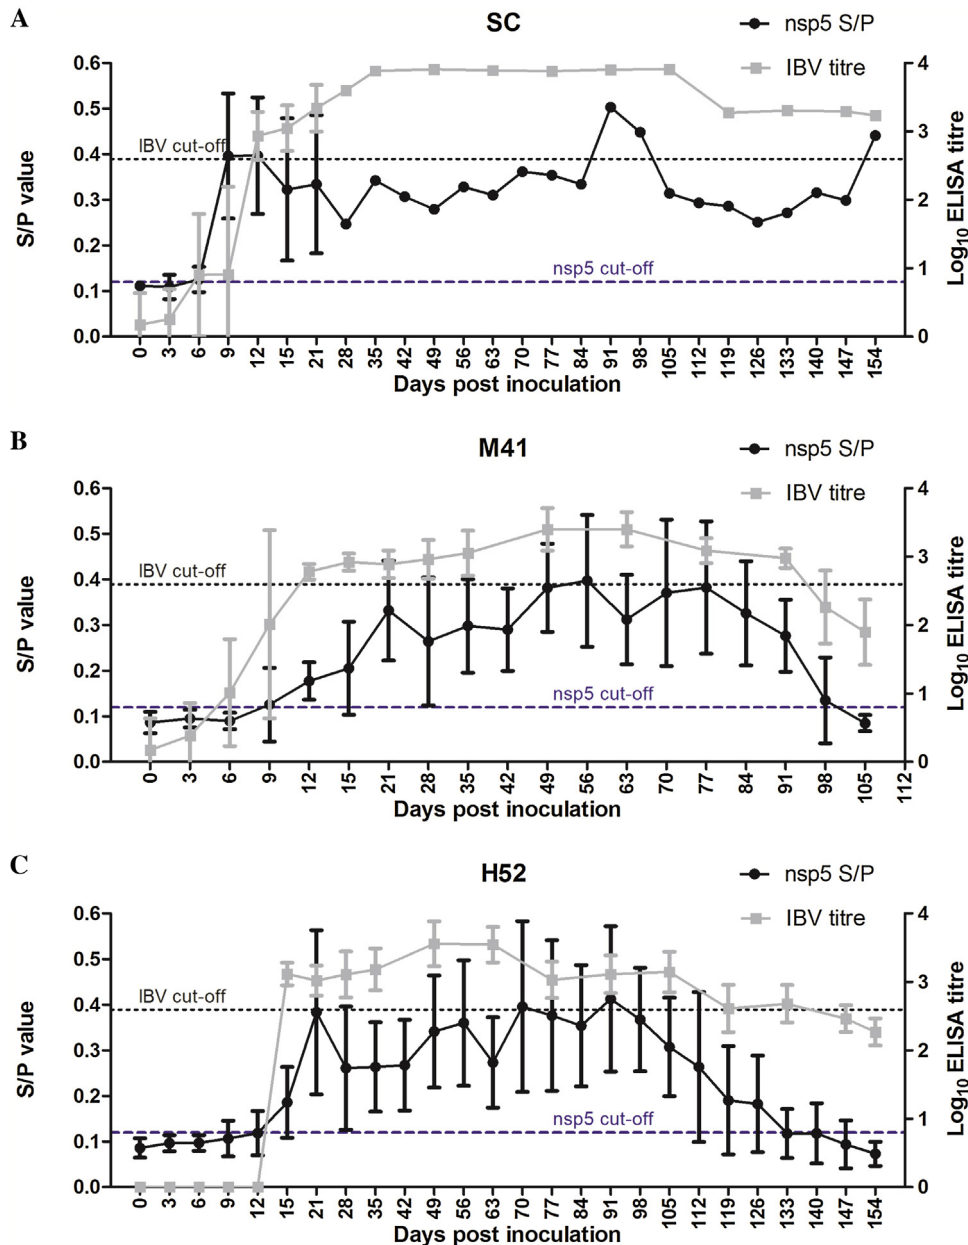 A
SC
nsp5 S/P
IBV titre
0.6
0.5
0.4
0.3
0.2
0.1
0.0
S/P value
4
3
2
1
0
Log10 ELISA titre
IBV cut-off
nsp5 cut-off
0 3 6 9 12 15 21 28 35 42 49 56 63 70 77 84 91 98 105 112 119 126 133 140 147 154
Days post inoculation
B
M41
nsp5 S/P
IBV titre
0.6
0.5
0.4
0.3
0.2
0.1
0.0
S/P value
4
3
2
1
0
Log10 ELISA titre
IBV cut-off
nsp5 cut-off
0 3 6 9 12 15 21 28 35 42 49 56 63 70 77 84 91 98 105 112
Days post inoculation
C
H52
nsp5 S/P
IBV titre
0.6
0.5
0.4
0.3
0.2
0.1
0.0
S/P value
4
3
2
1
0
Log10 ELISA titre
IBV cut-off
nsp5 cut-off
0 3 6 9 12 15 21 28 35 42 49 56 63 70 77 84 91 98 105 112 119 126 133 140 147 154
Days post inoculation